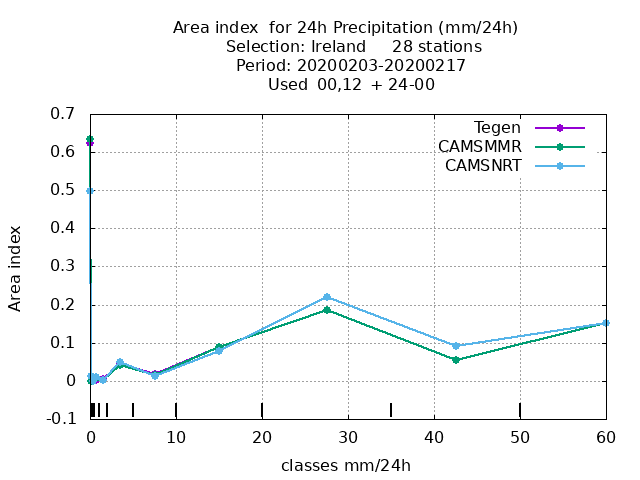 Area index  for 24h Precipitation (mm/24h)
Selection: Ireland     28 stations
Period: 20200203-20200217
Used  00,12  + 24-00
Tegen
CAMSMMR
CAMSNRT
Area index
0.7
0.6
0.5
0.4
0.3
0.2
0.1
0
-0.1
0 10 20 30 40 50 60
classes mm/24h